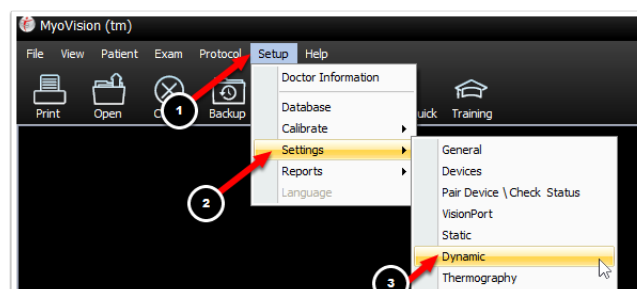 MyoVision (tm)
File View Patient Exam Protocol Setup Help
Print Open Backup Training
Doctor Information
Database
Calibrate
Settings
Reports
Language
General
Devices
Pair Device \ Check Status
VisionPort
Static
Dynamic
Thermography
1
2
3